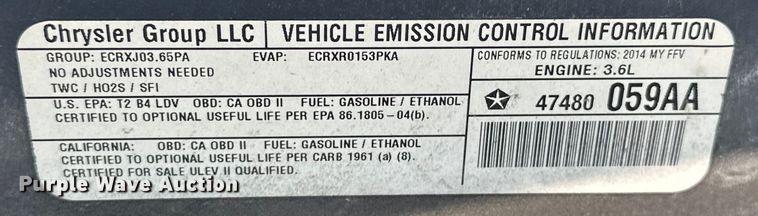 Chrysler Group LLC VEHICLE EMISSION CONTROL INFORMATION
GROUP: ECRXJ03.65PA EVAP: ECRXR0153PKA
NO ADJUSTMENTS NEEDED
TWC / HO2S / SFI
CONFORMS TO REGULATIONS: 2014 MY FFV
ENGINE: 3.6L
U.S. EPA: T2 B4 LDV OBD: CA OBD II FUEL: GASOLINE / ETHANOL
CERTIFIED TO OPTIONAL USEFUL LIFE PER EPA 86.1805-04(b).
47480 059AA
CALIFORNIA: OBD: CA OBD II FUEL: GASOLINE / ETHANOL
CERTIFIED TO OPTIONAL USEFUL LIFE PER CARB 1961 (a) (8).
CERTIFIED FOR SALE ULEV II QUALIFIED.
Purple Wave Auction